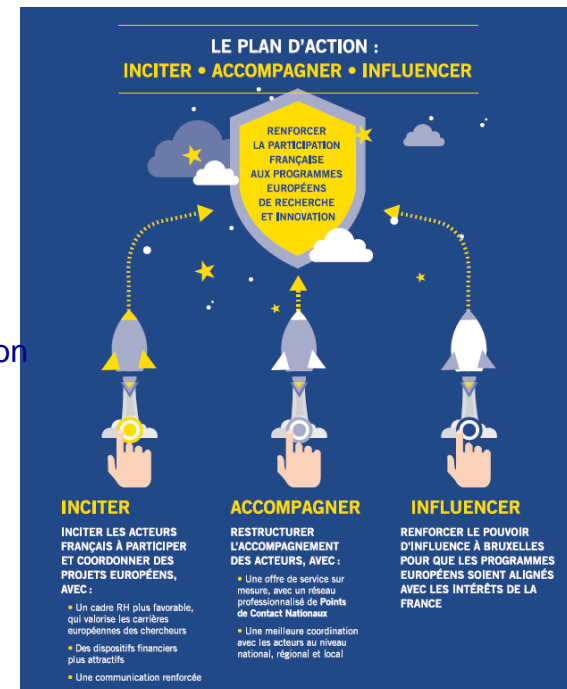 LE PLAN D'ACTION :
INCITER • ACCOMPAGNER • INFLUENCER
RENFORCER
LA PARTICIPATION
FRANÇAISE
AUX PROGRAMMES
EUROPÉENS
DE RECHERCHE
ET INNOVATION
on
INCITER
INCITER LES ACTEURS
FRANÇAIS À PARTICIPER
ET COORDONNER DES
PROJETS EUROPÉENS,
AVEC :
• Un cadre RH plus favorable,
qui valorise les carrières
européennes des chercheurs
• Des dispositifs financiers
plus attractifs
• Une communication renforcée
ACCOMPAGNER
RESTRUCTURER
L'ACCOMPAGNEMENT
DES ACTEURS, AVEC :
• Une offre de service sur
mesure, avec un réseau
professionnalisé de Points
de Contact Nationaux
• Une meilleure coordination
avec les acteurs au niveau
national, régional et local
INFLUENCER
RENFORCER LE POUVOIR
D'INFLUENCE À BRUXELLES
POUR QUE LES PROGRAMMES
EUROPÉENS SOIENT ALIGNÉS
AVEC LES INTÉRÊTS DE LA
FRANCE